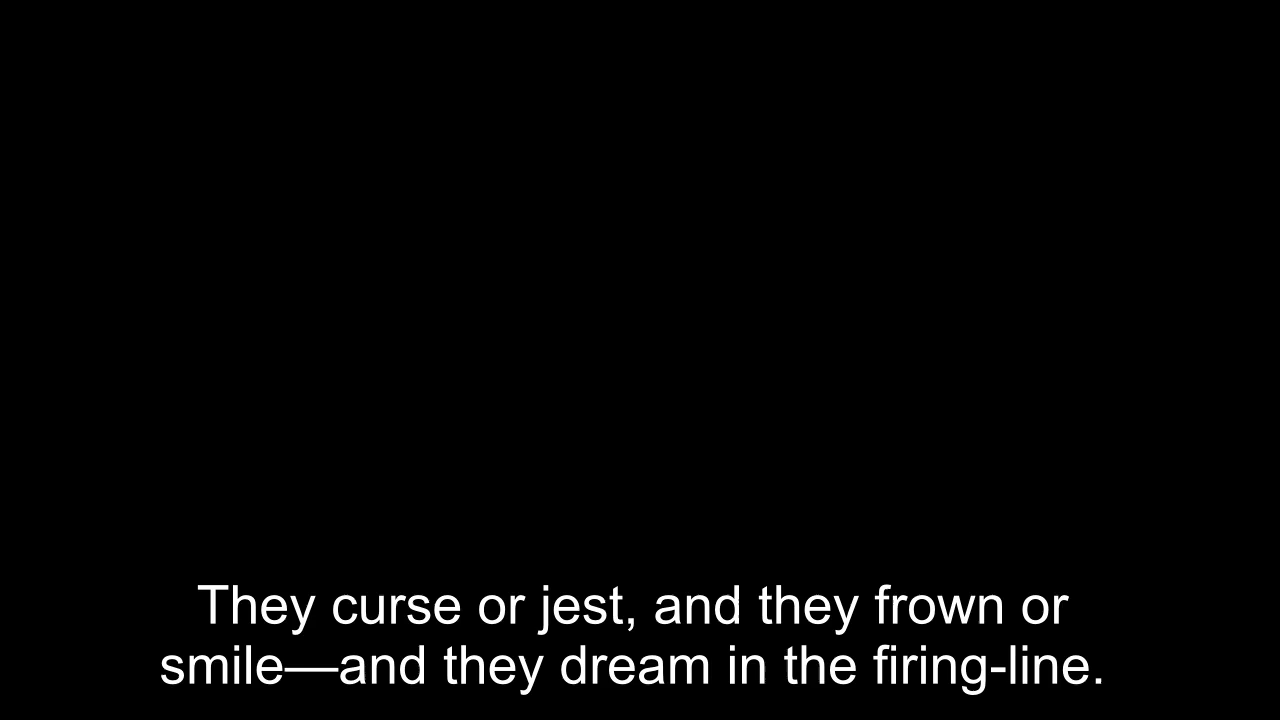 They curse or jest, and they frown or
smile—and they dream in the firing-line.